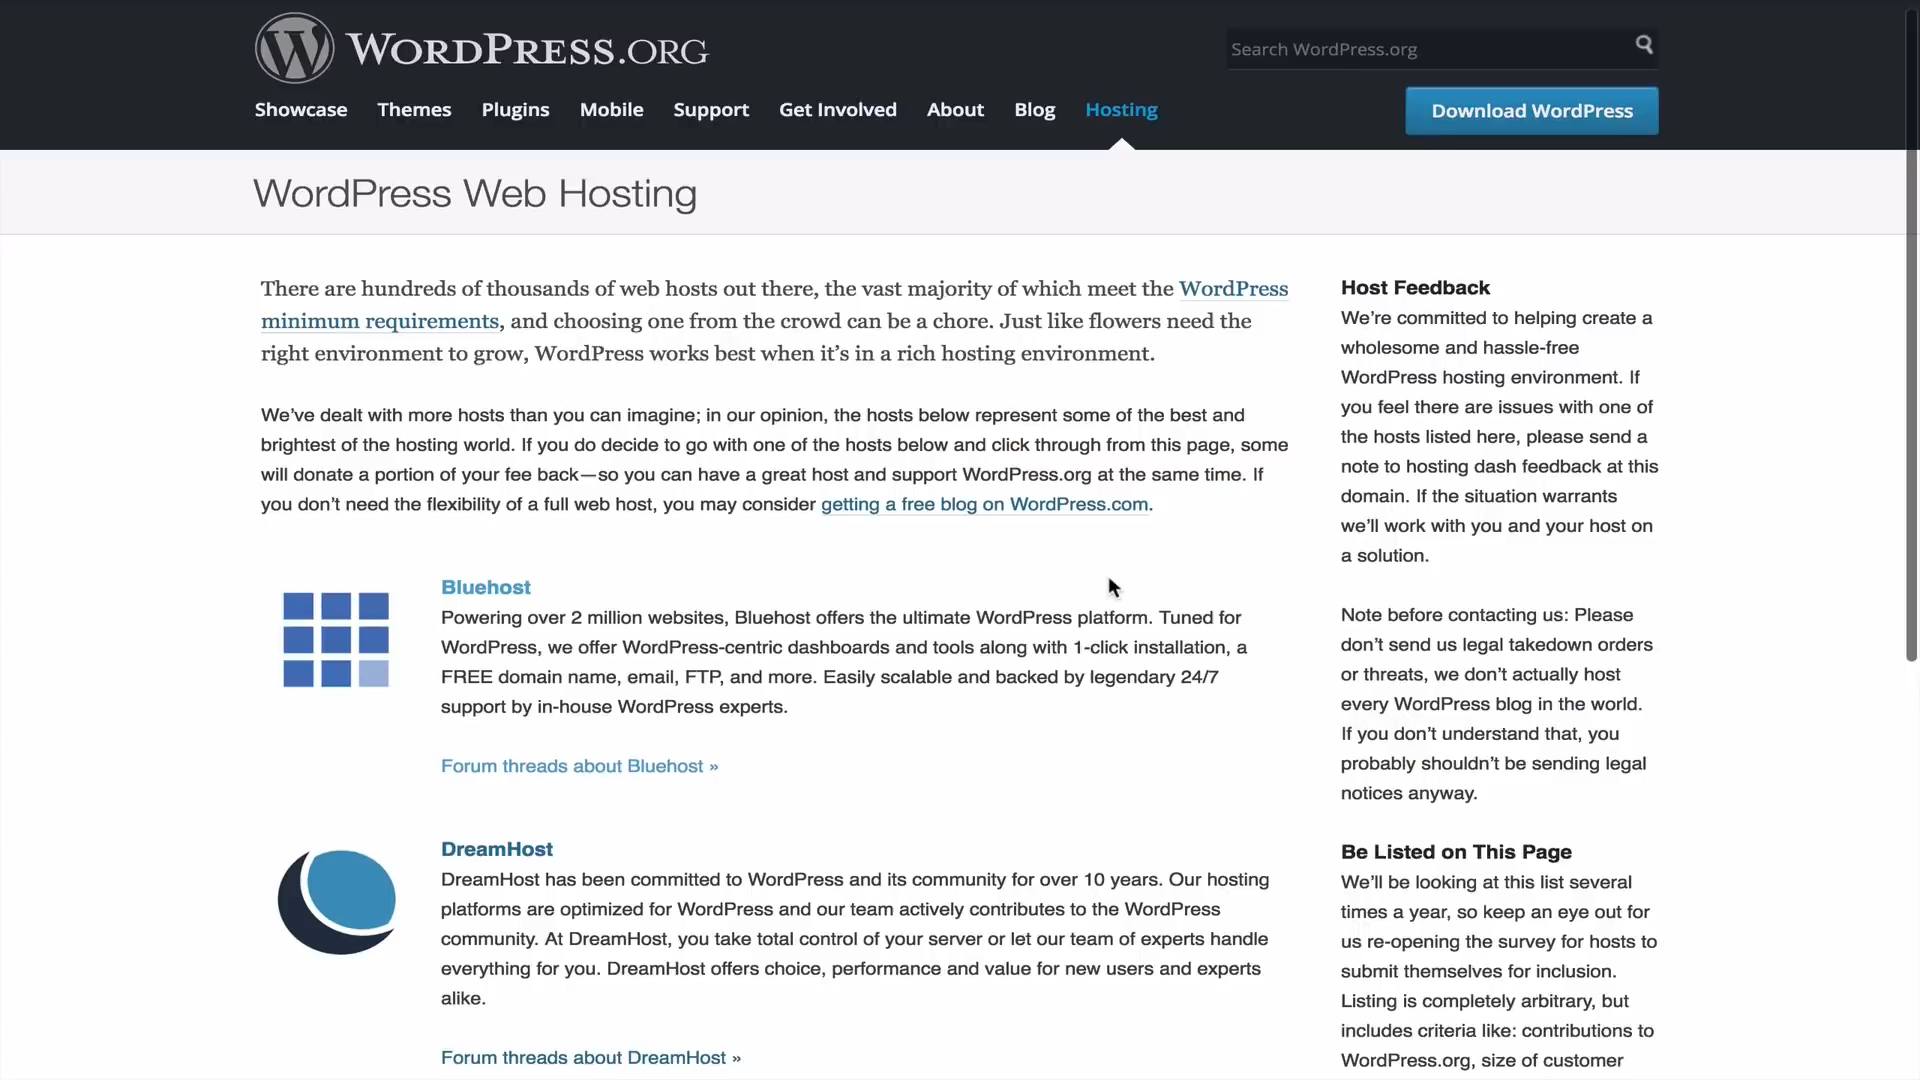 WORDPRESS.ORG
Search WordPress.org
Showcase Themes Plugins Mobile Support Get Involved About Blog Hosting
Download WordPress
WordPress Web Hosting
There are hundreds of thousands of web hosts out there, the vast majority of which meet the WordPress
minimum requirements, and choosing one from the crowd can be a chore. Just like flowers need the
right environment to grow, WordPress works best when it’s in a rich hosting environment.
We’ve dealt with more hosts than you can imagine; in our opinion, the hosts below represent some of the best and
brightest of the hosting world. If you do decide to go with one of the hosts below and click through from this page, some
will donate a portion of your fee back—so you can have a great host and support WordPress.org at the same time. If
you don’t need the flexibility of a full web host, you may consider getting a free blog on WordPress.com.
Bluehost
Powering over 2 million websites, Bluehost offers the ultimate WordPress platform. Tuned for
WordPress, we offer WordPress-centric dashboards and tools along with 1-click installation, a
FREE domain name, email, FTP, and more. Easily scalable and backed by legendary 24/7
support by in-house WordPress experts.
Forum threads about Bluehost »
DreamHost
DreamHost has been committed to WordPress and its community for over 10 years. Our hosting
platforms are optimized for WordPress and our team actively contributes to the WordPress
community. At DreamHost, you take total control of your server or let our team of experts handle
everything for you. DreamHost offers choice, performance and value for new users and experts
alike.
Forum threads about DreamHost »
Host Feedback
We’re committed to helping create a
wholesome and hassle-free
WordPress hosting environment. If
you feel there are issues with one of
the hosts listed here, please send a
note to hosting dash feedback at this
domain. If the situation warrants
we’ll work with you and your host on
a solution.
Note before contacting us: Please
don’t send us legal takedown orders
or threats, we don’t actually host
every WordPress blog in the world.
If you don’t understand that, you
probably shouldn’t be sending legal
notices anyway.
Be Listed on This Page
We’ll be looking at this list several
times a year, so keep an eye out for
us re-opening the survey for hosts to
submit themselves for inclusion.
Listing is completely arbitrary, but
includes criteria like: contributions to
WordPress.org, size of customer